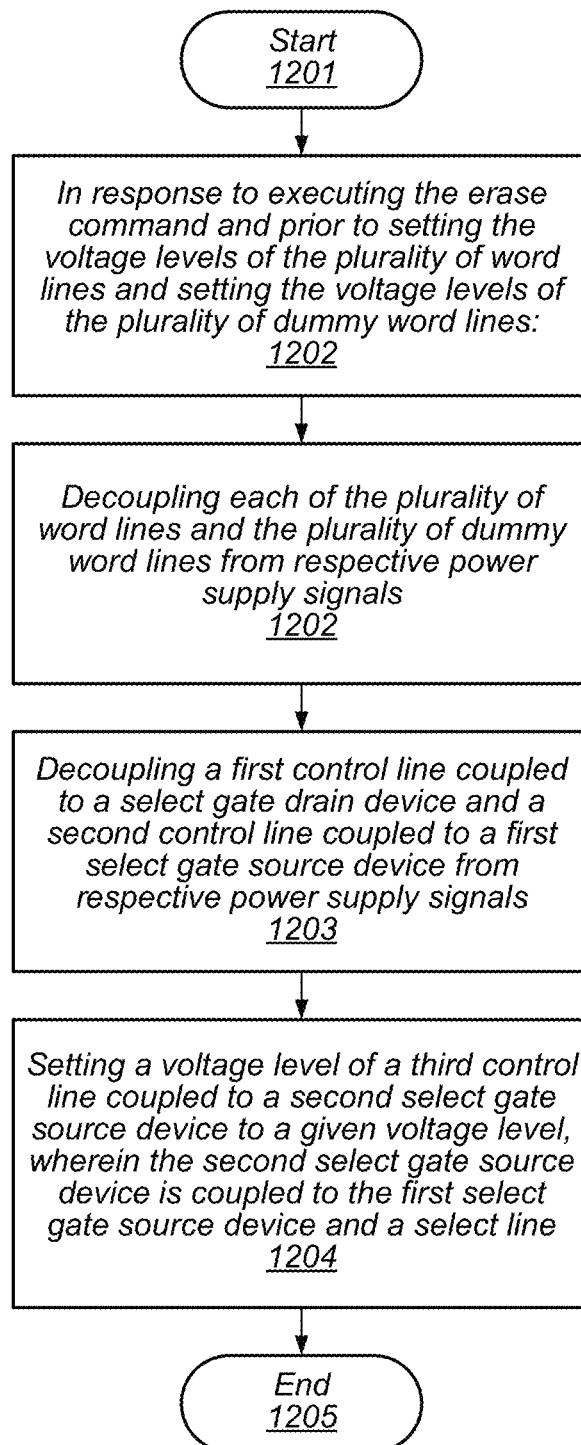 Start
1201
In response to executing the erase
command and prior to setting the
voltage levels of the plurality of word
lines and setting the voltage levels of
the plurality of dummy word lines:
1202
Decoupling each of the plurality of
word lines and the plurality of dummy
word lines from respective power
supply signals
1202
Decoupling a first control line coupled
to a select gate drain device and a
second control line coupled to a first
select gate source device from
respective power supply signals
1203
Setting a voltage level of a third control
line coupled to a second select gate
source device to a given voltage level,
wherein the second select gate source
device is coupled to the first select
gate source device and a select line
1204
End
1205